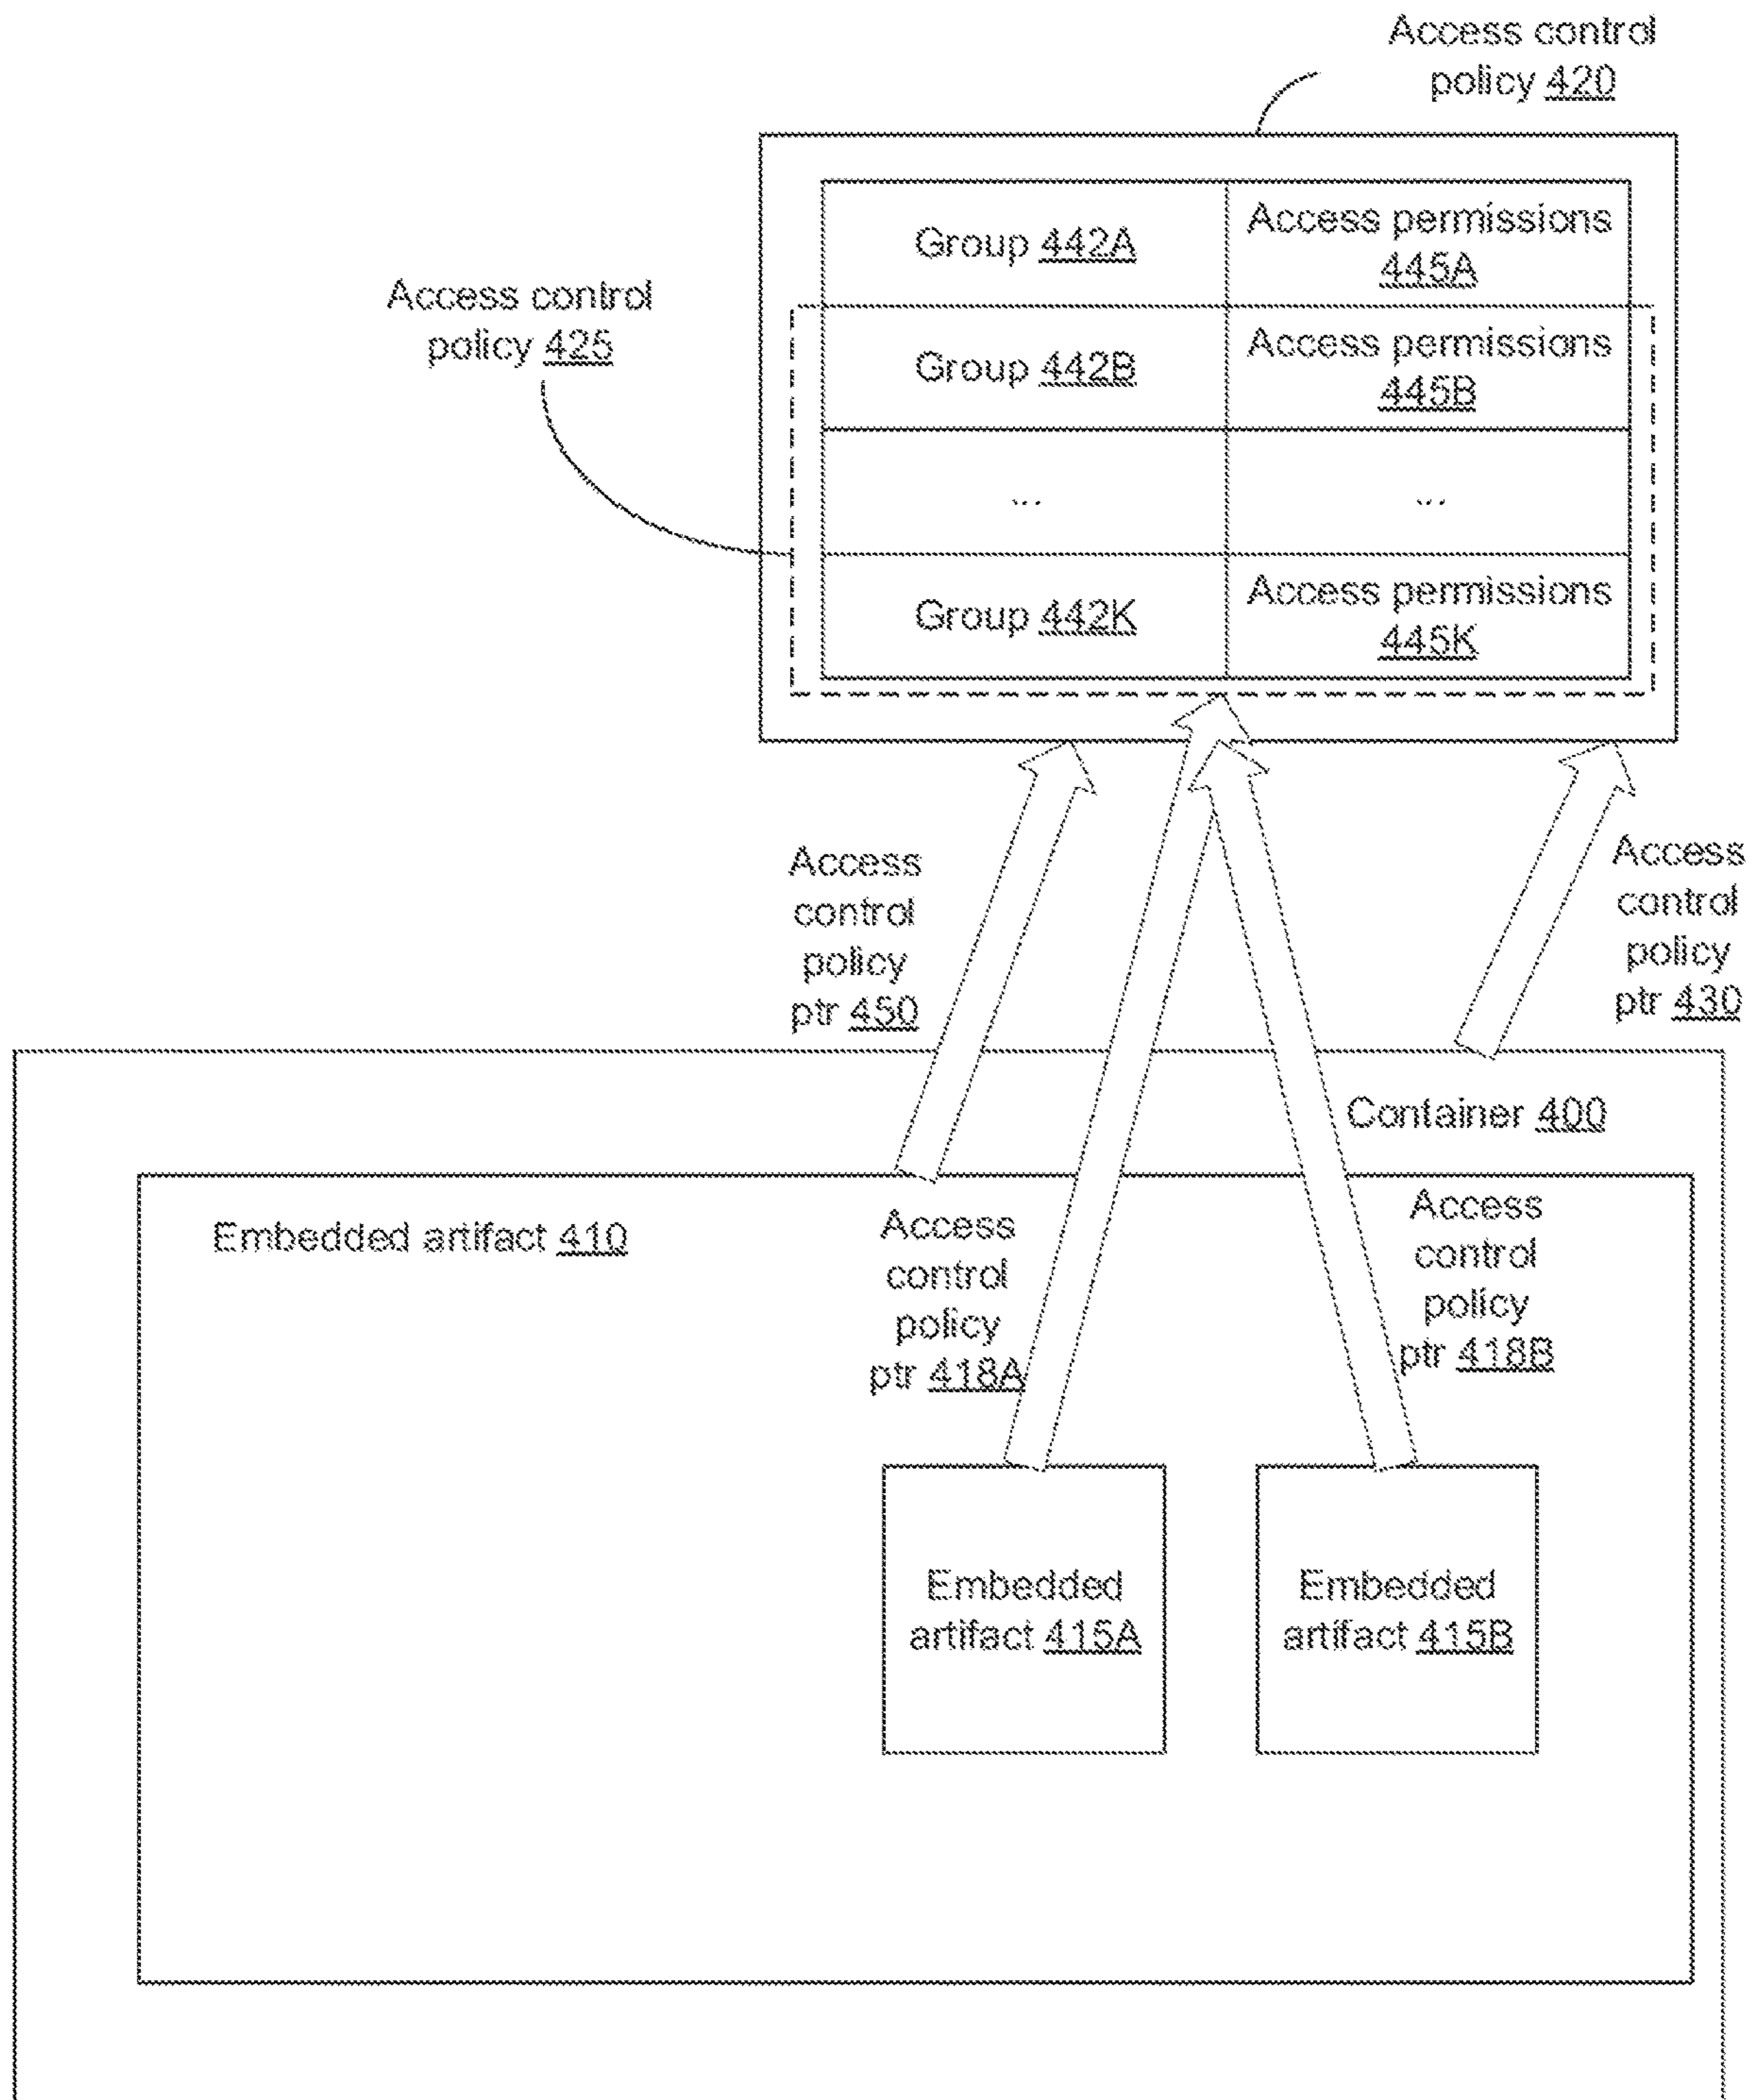 Access control
policy 420
Group 442A
Access permissions
445A
Access control
policy 425
Group 442B
Access permissions
445B
... ...
Group 442K
Access permissions
445K
Access
control
policy
ptr 450
Access
control
policy
ptr 430
Container 400
Embedded artifact 410
Access
control
policy
ptr 418A
Access
control
policy
ptr 418B
Embedded
artifact 415A
Embedded
artifact 415B